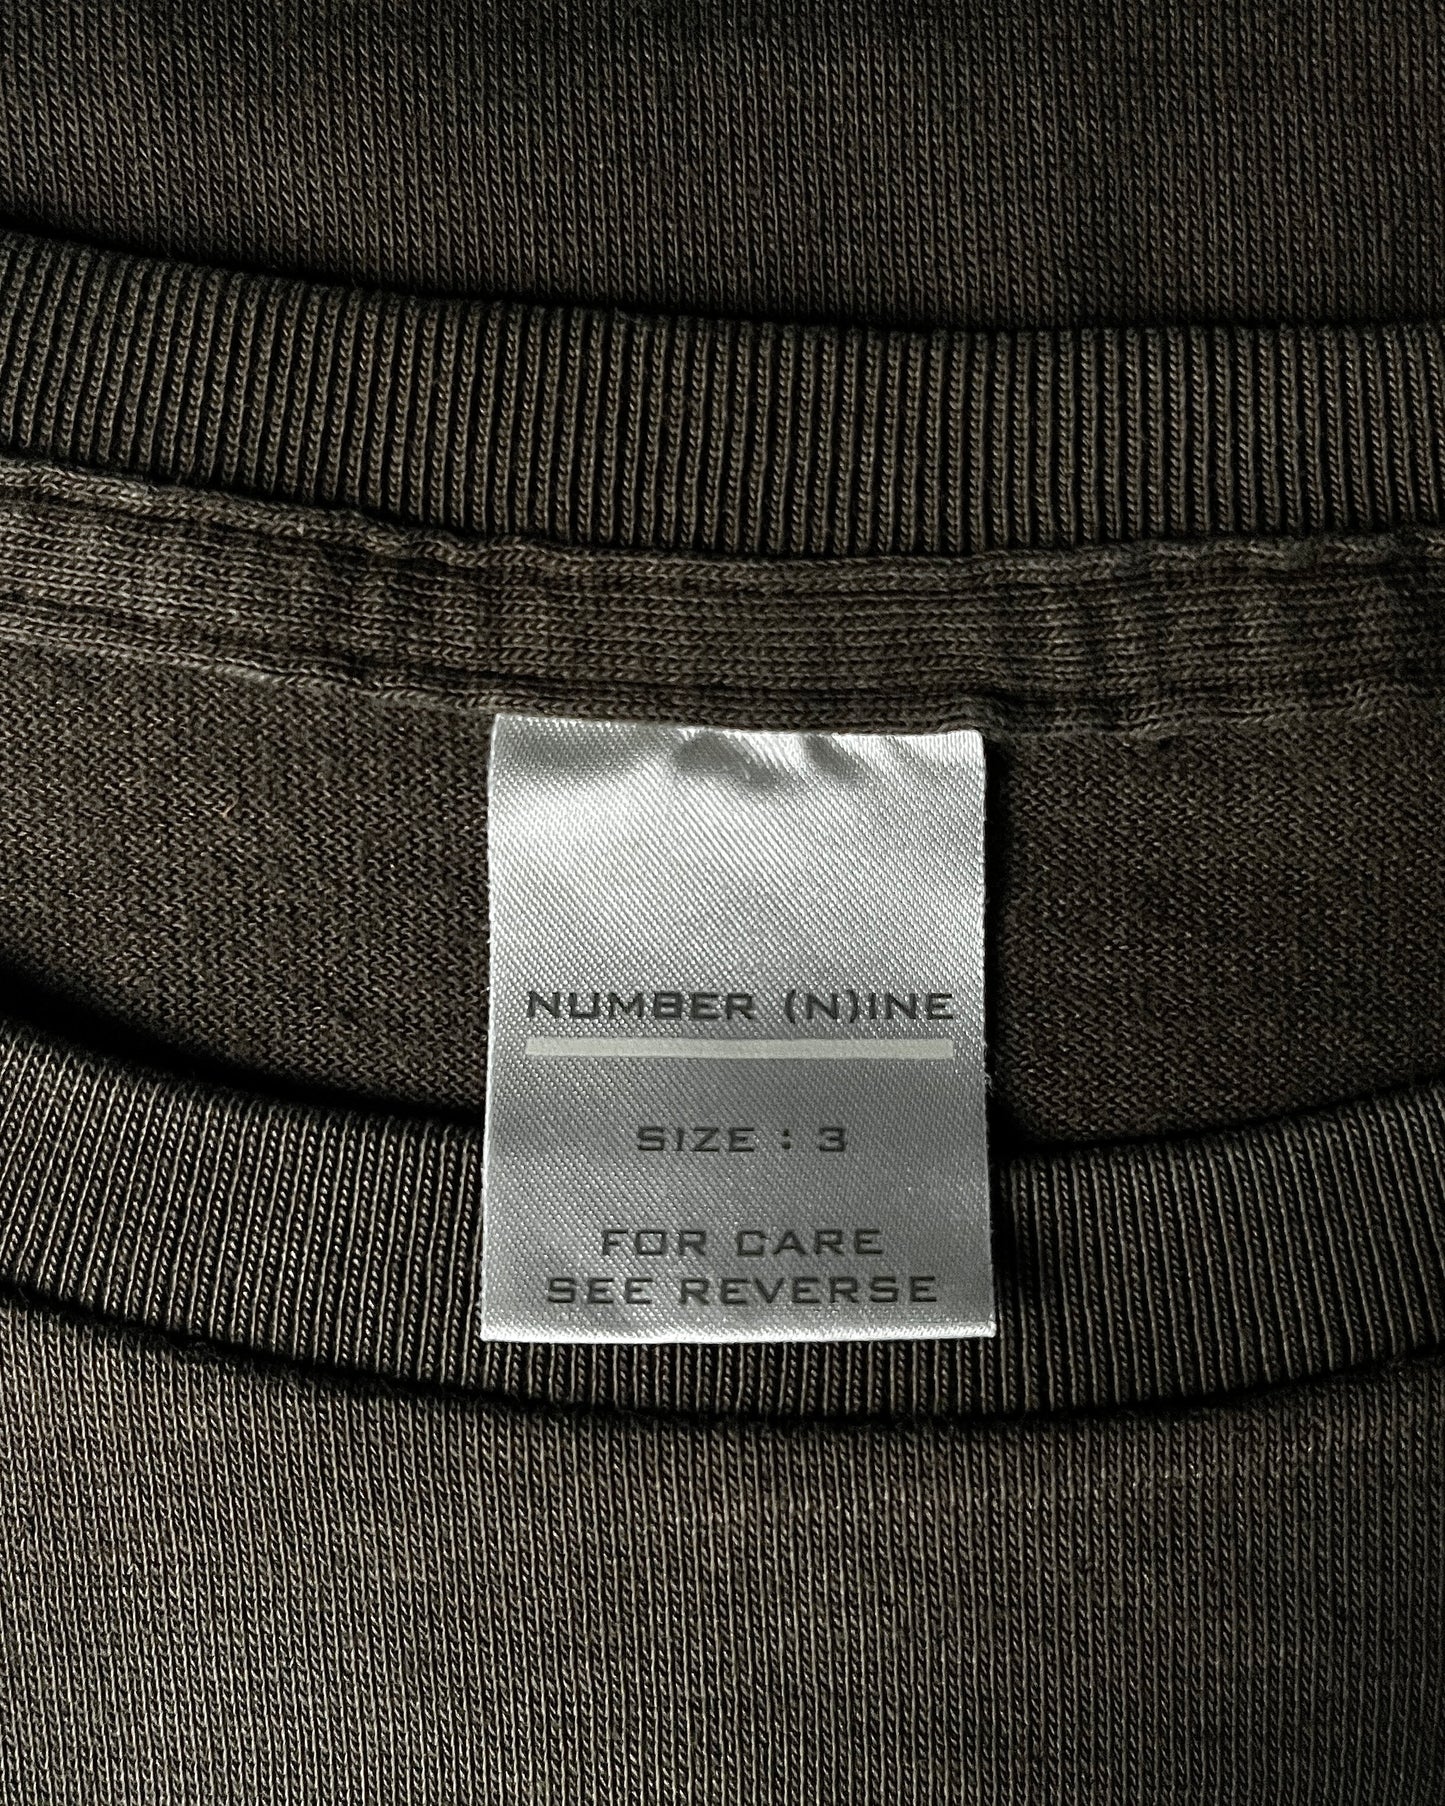 NUMBER (N)INE
SIZE : 3
FOR CARE
SEE REVERSE